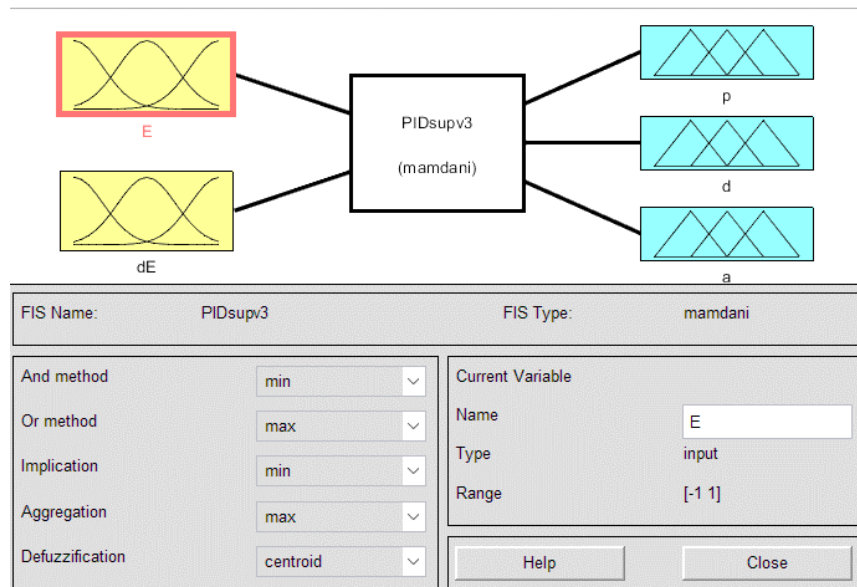 E
dE
PIDsupv3
(mamdani)
p
d
a
FIS Name: PIDsupv3 FIS Type: mamdani
And method min
Or method max
Implication min
Aggregation max
Defuzzification centroid
Current Variable
Name E
Type input
Range [-1 1]
Help Close